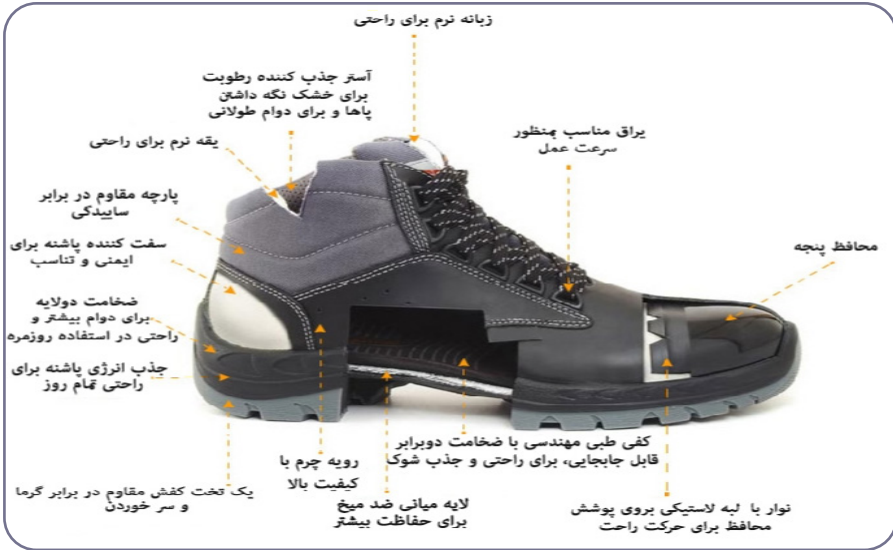 زبانه نرم برای راحتی
آستر جذب کننده رطوبت
برای خشک نگه داشتن
پاها و برای دوام طولانی
یقه نرم برای راحتی
یراق مناسب بمنظور
سرعت عمل
پارچه مقاوم در برابر
ساییدگی
سفت کننده پاشنه برای
ایمنی و تناسب
محافظ پنجه
ضخامت دولایه
برای دوام بیشتر و
راحتی در استفاده روزمره
جذب انرژی پاشنه برای
راحتی تمام روز
کفی طبی مهندسی با ضخامت دوبرابر
قابل جابجایی، برای راحتی و جذب شوک
رویه چرم با
کیفیت بالا
یک تخت کفش مقاوم در برابر گرما
و سر خوردن
لایه میانی ضد میخ
برای حفاظت بیشتر
نوار با لبه لاستیکی بروی پوشش
محافظ برای حرکت راحت